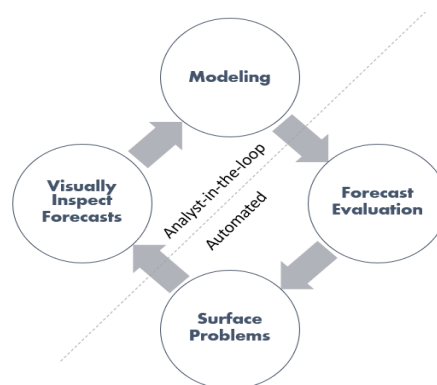 Modeling
Analyst-in-the-loop
Automated
Visually
Inspect
Forecasts
Forecast
Evaluation
Surface
Problems